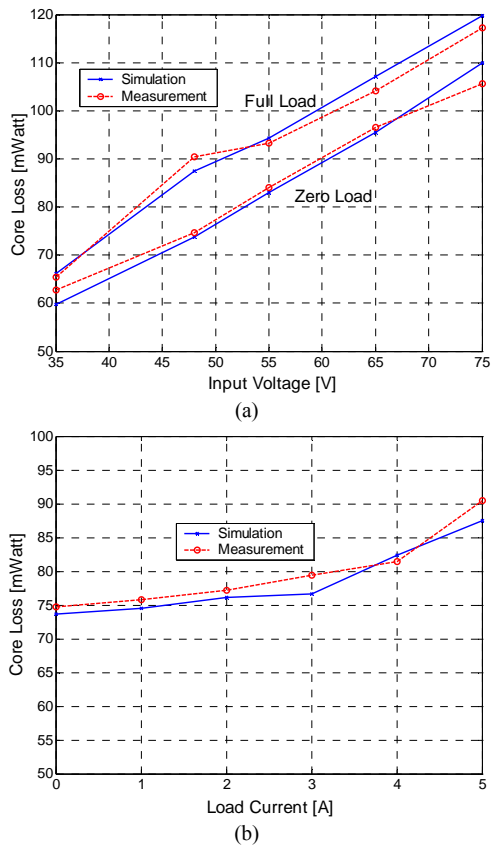 120
110
100
90
80
70
60
50
Core Loss [mWatt]
Simulation
Measurement
Full Load
Zero Load
35 40 45 50 55 60 65 70 75
Input Voltage [V]
(a)
100
95
90
85
80
75
70
65
60
55
50
Core Loss [mWatt]
Simulation
Measurement
0 1 2 3 4 5
Load Current [A]
(b)